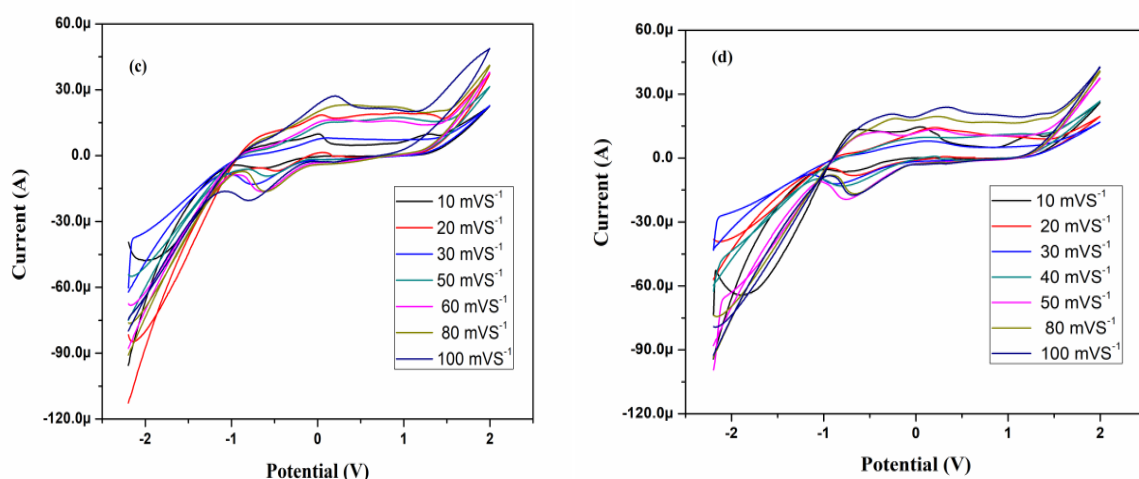 60.0µ
30.0µ
0.0
-30.0µ
-60.0µ
-90.0µ
-120.0µ
Current (A)
(c)
10 mVS-1
20 mVS-1
30 mVS-1
50 mVS-1
60 mVS-1
80 mVS-1
100 mVS-1
-2 -1 0 1 2
Potential (V)
60.0µ
30.0µ
0.0
-30.0µ
-60.0µ
-90.0µ
-120.0µ
Current (A)
(d)
10 mVS-1
20 mVS-1
30 mVS-1
40 mVS-1
50 mVS-1
80 mVS-1
100 mVS-1
-2 -1 0 1 2
Potential (V)